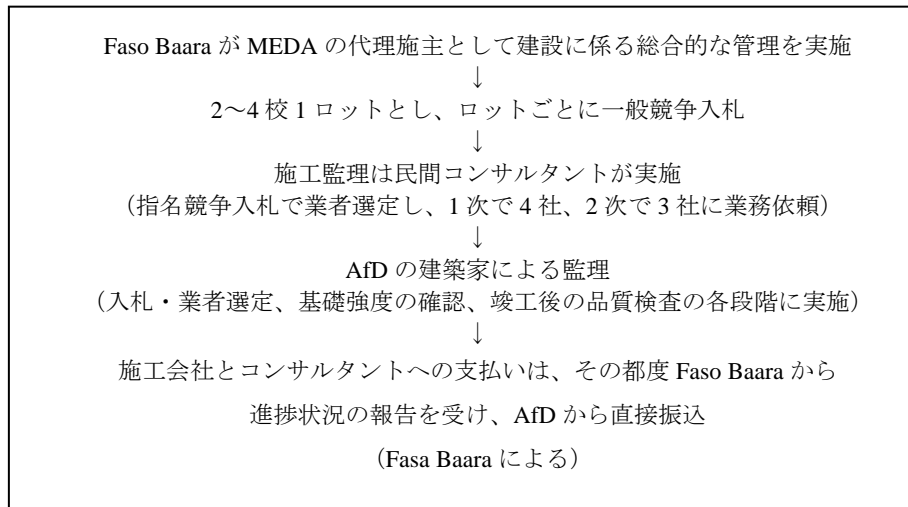 Faso Baara が MEDA の代理施主として建設に係る総合的な管理を実施
↓
2～4 校 1 ロットとし、ロットごとに一般競争入札
↓
施工監理は民間コンサルタントが実施
（指名競争入札で業者選定し、1 次で 4 社、2 次で 3 社に業務依頼）
↓
AfD の建築家による監理
（入札・業者選定、基礎強度の確認、竣工後の品質検査の各段階に実施）
↓
施工会社とコンサルタントへの支払いは、その都度 Faso Baara から
進捗状況の報告を受け、AfD から直接振込
（Fasa Baara による）